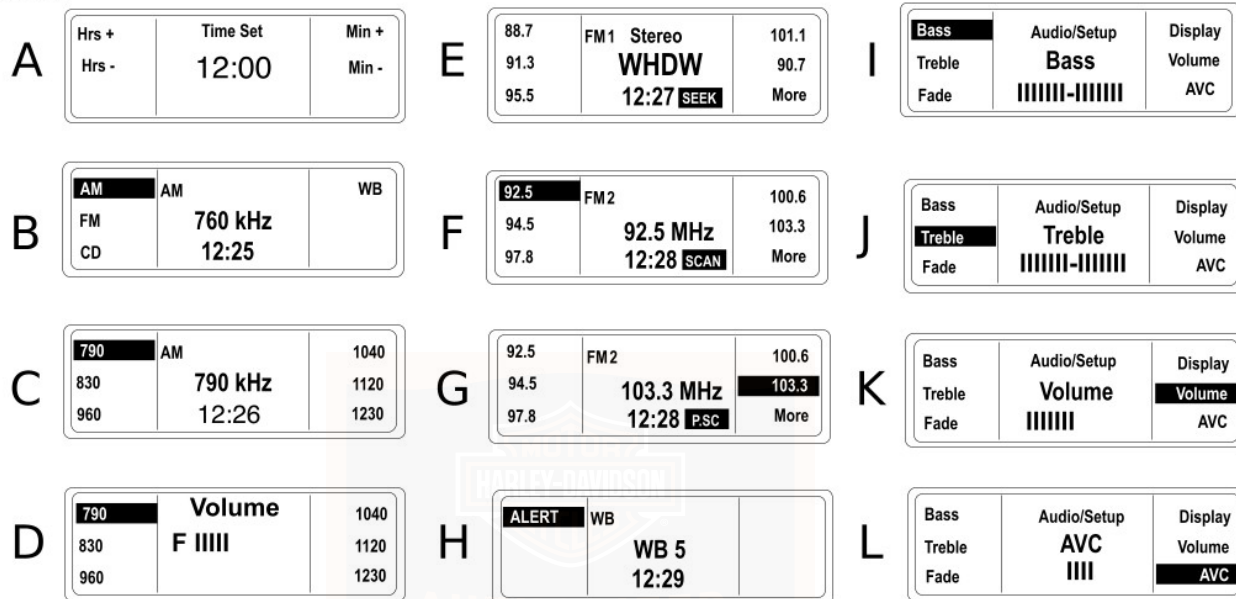 A
Hrs + Time Set Min +
Hrs - 12:00 Min -
B
AM AM WB
FM 760 kHz
CD 12:25
C
790 AM 1040
830 790 kHz 1120
960 12:26 1230
D
790 Volume 1040
830 F IIIII 1120
960 1230
E
88.7 FM1 Stereo 101.1
91.3 WHDW 90.7
95.5 12:27 SEEK More
F
92.5 FM2 100.6
94.5 92.5 MHz 103.3
97.8 12:28 SCAN More
G
92.5 FM2 100.6
94.5 103.3 MHz 103.3
97.8 12:28 P.SC More
H
ALERT WB
WB 5
12:29
I
Bass Audio/Setup Display
Treble Bass Volume
Fade IIIIIII-IIIIIII AVC
J
Bass Audio/Setup Display
Treble Treble Volume
Fade IIIIIII-IIIIIII AVC
K
Bass Audio/Setup Display
Treble Volume Volume
Fade IIIIIII AVC
L
Bass Audio/Setup Display
Treble AVC Volume
Fade IIII AVC
MOTOR
HARLEY-DAVIDSON